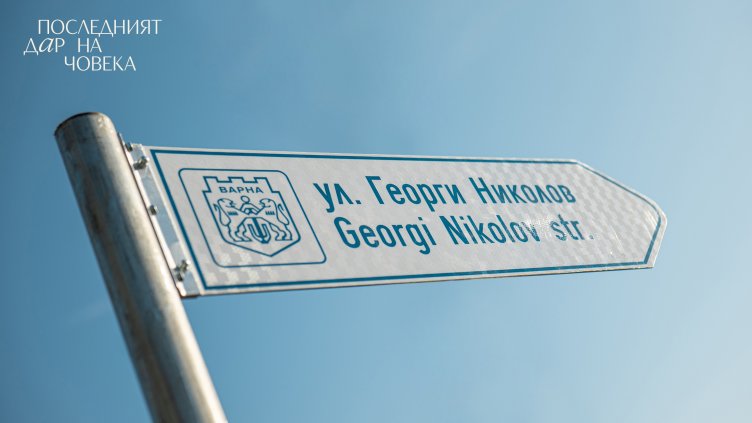 ПОСЛЕДНИЯТ
ДАР НА
ЧОВЕКА
ВАРНА
ул. Георги Николов
Georgi Nikolov str.